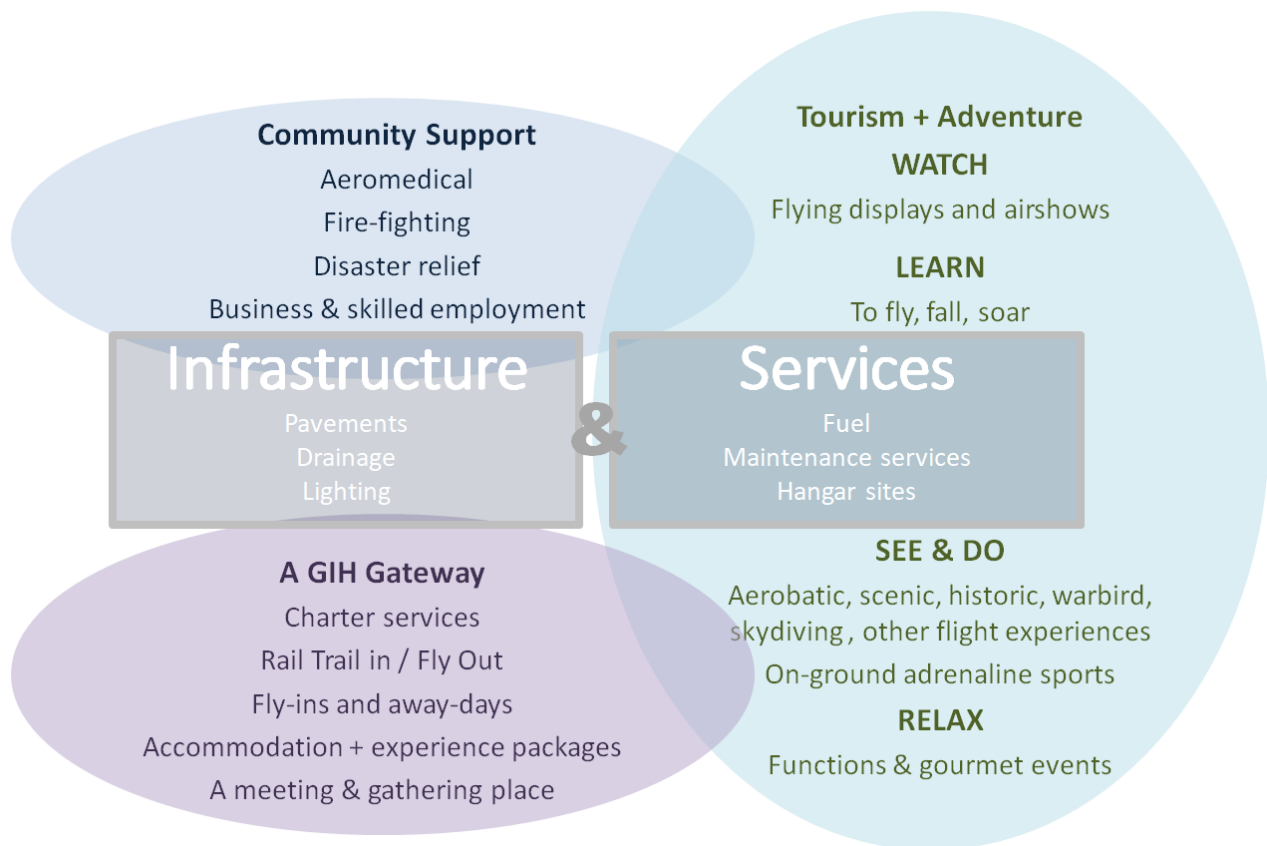 Community Support
Aeromedical
Fire-fighting
Disaster relief
Business & skilled employment
Tourism + Adventure
WATCH
Flying displays and airshows
LEARN
To fly, fall, soar
Infrastructure
Pavements
Drainage
Lighting
&
Services
Fuel
Maintenance services
Hangar sites
A GIH Gateway
Charter services
Rail Trail in / Fly Out
Fly-ins and away-days
Accommodation + experience packages
A meeting & gathering place
SEE & DO
Aerobatic, scenic, historic, warbird,
skydiving, other flight experiences
On-ground adrenaline sports
RELAX
Functions & gourmet events